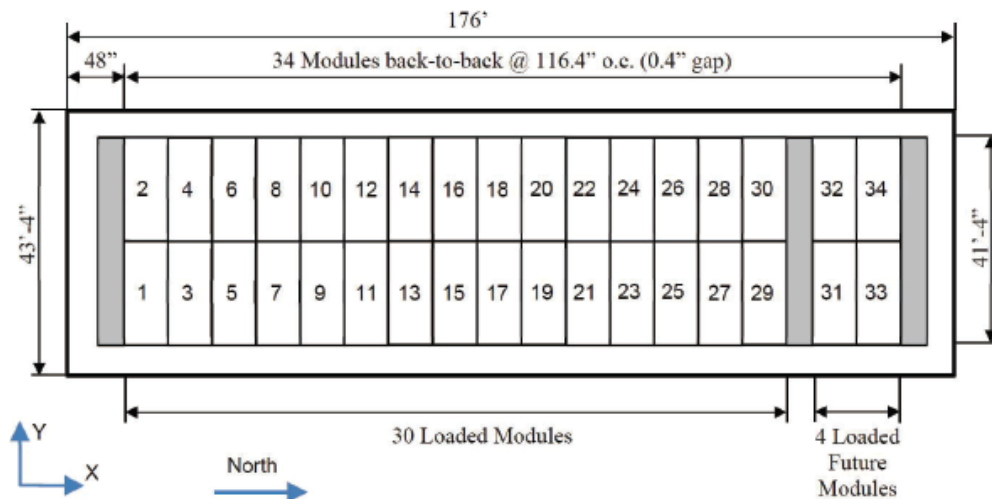 176’
48”
34 Modules back-to-back @ 116.4” o.c. (0.4” gap)
43’-4”
2 4 6 8 10 12 14 16 18 20 22 24 26 28 30 32 34
41’-4”
1 3 5 7 9 11 13 15 17 19 21 23 25 27 29 31 33
30 Loaded Modules
4 Loaded
Future
Modules
Y
X
North